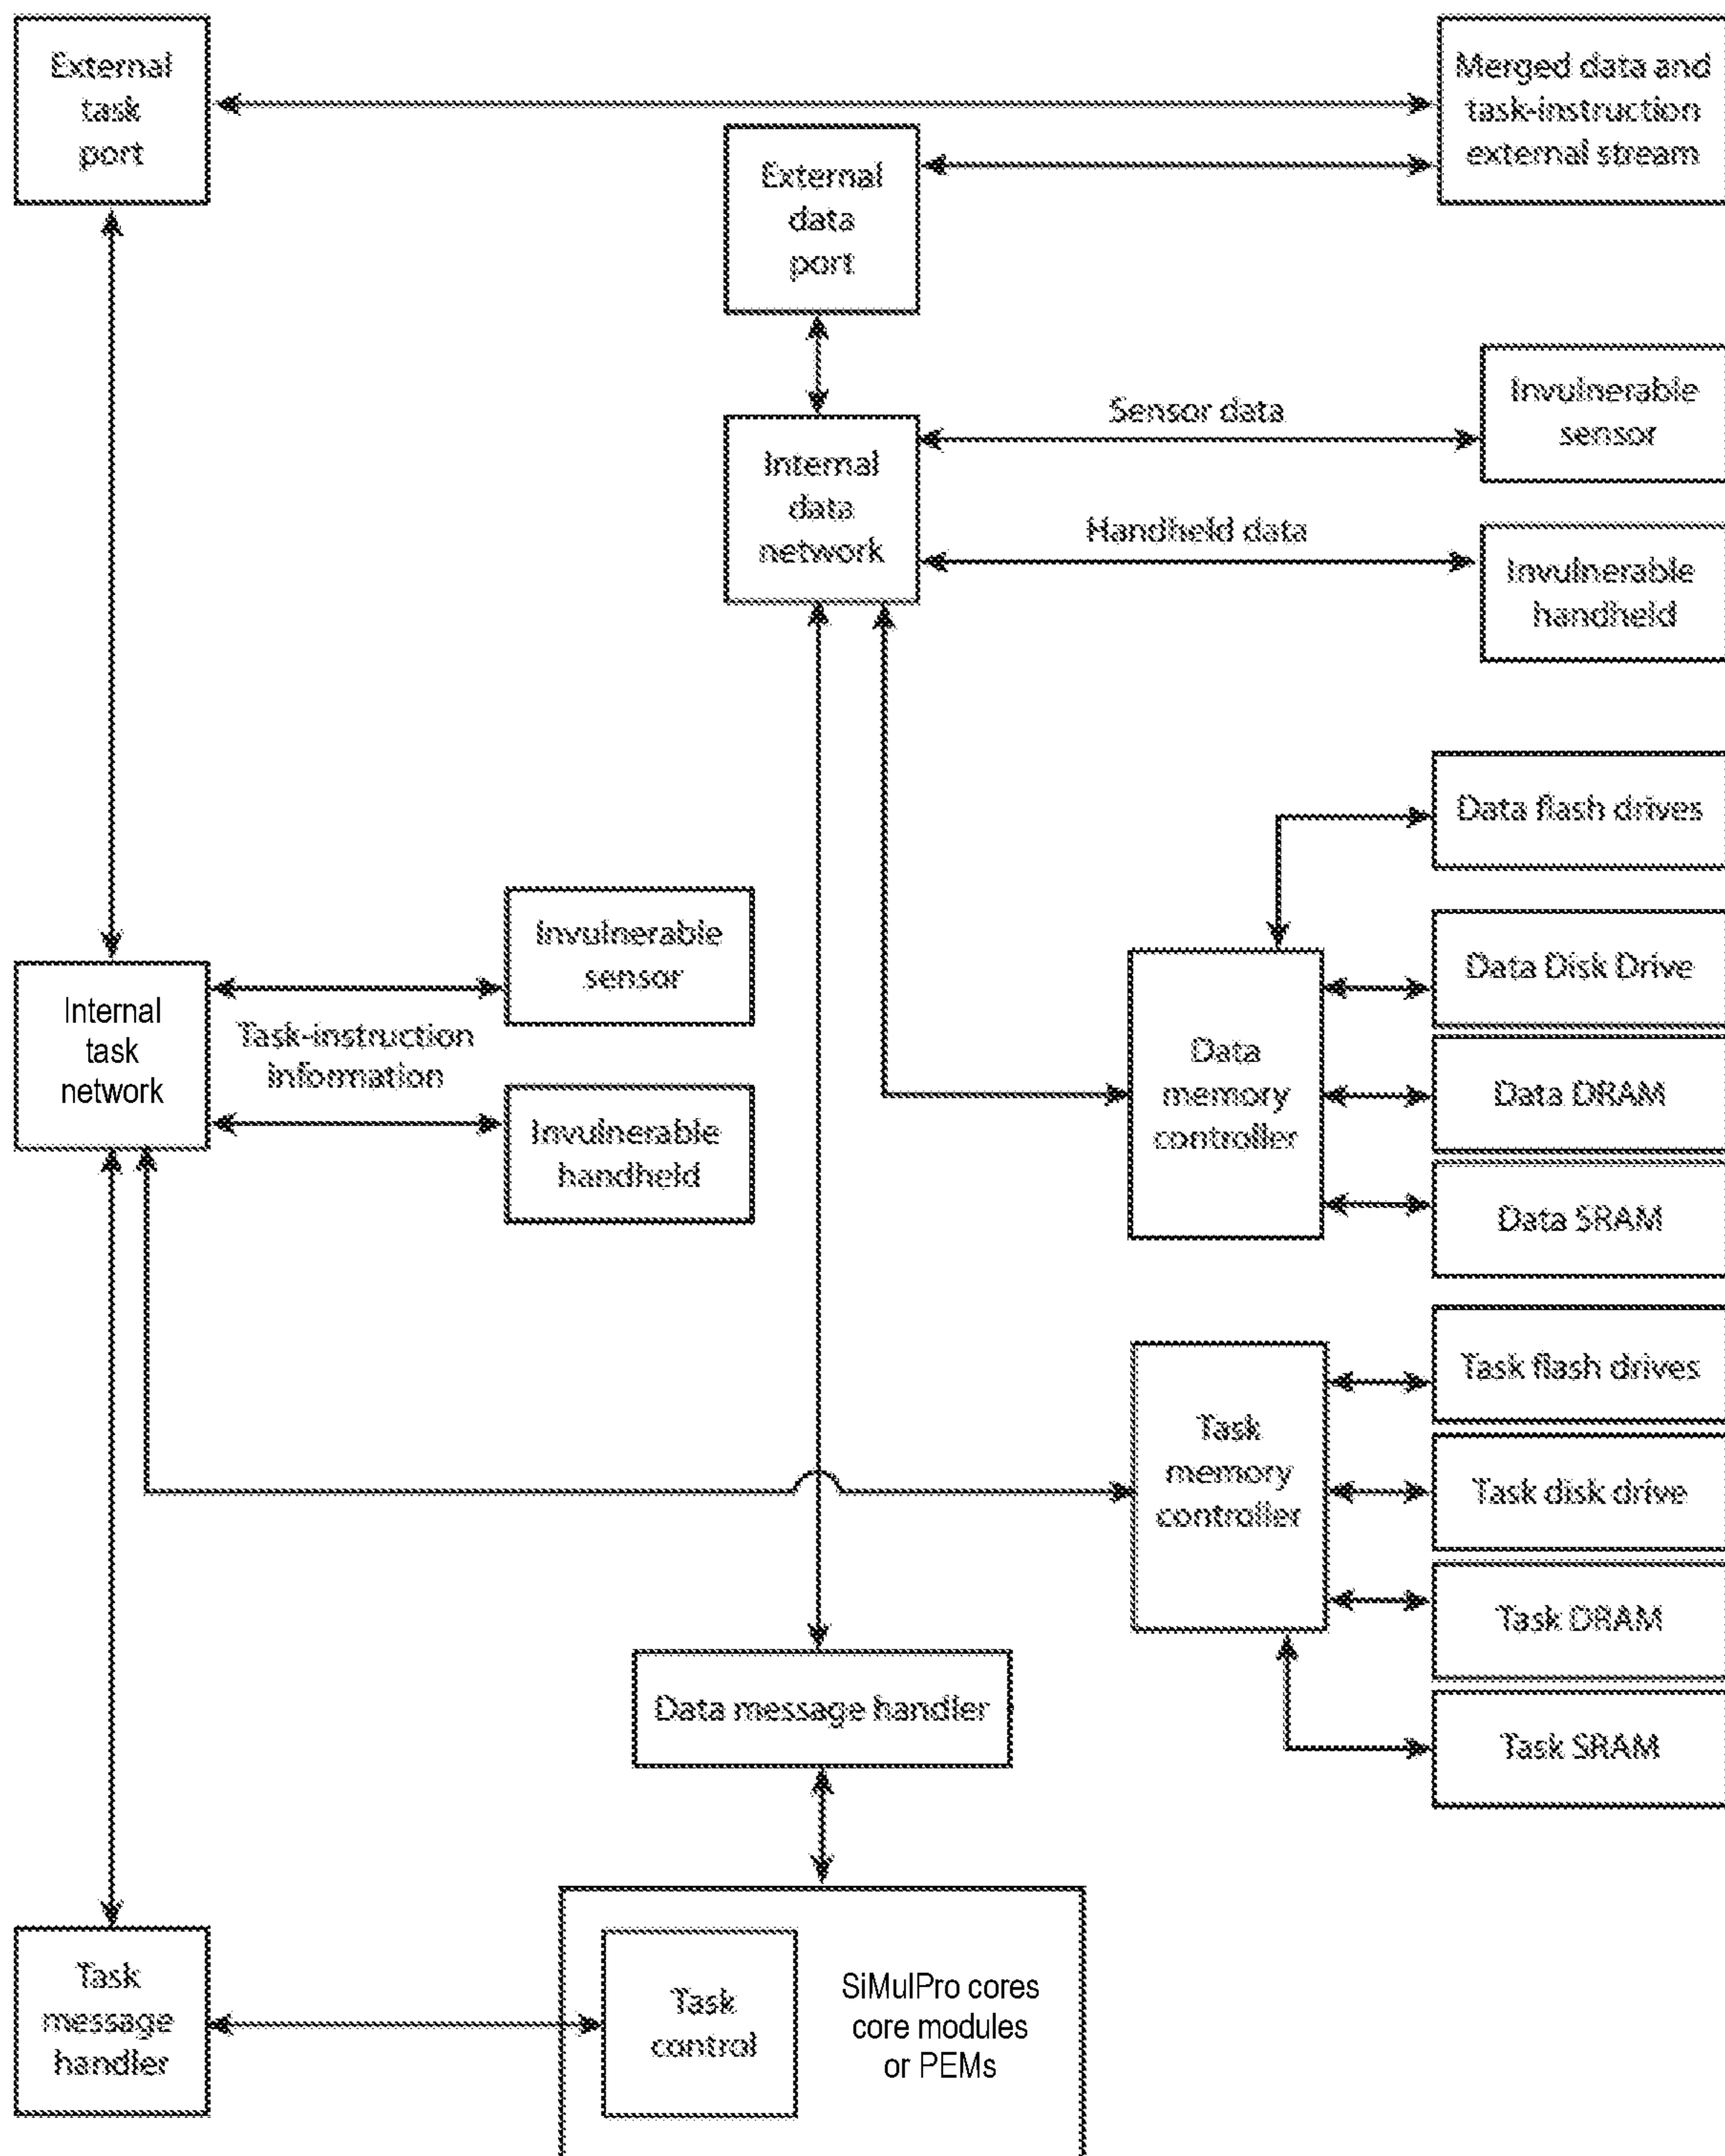 External
task
port
Merged data and
task-instruction
external stream
External
data
port
Sensor data
Invulnerable
sensor
Internal
data
network
Handheld data
Invulnerable
handheld
Data flash drives
Invulnerable
sensor
Data Disk Drive
Internal
task
network
Task-instruction
information
Data
memory
controller
Data DRAM
Invulnerable
handheld
Data SRAM
Task flash drives
Task
memory
controller
Task disk drive
Task DRAM
Data message handler
Task SRAM
Task
message
handler
Task
control
SiMulPro cores
core modules
or PEMs